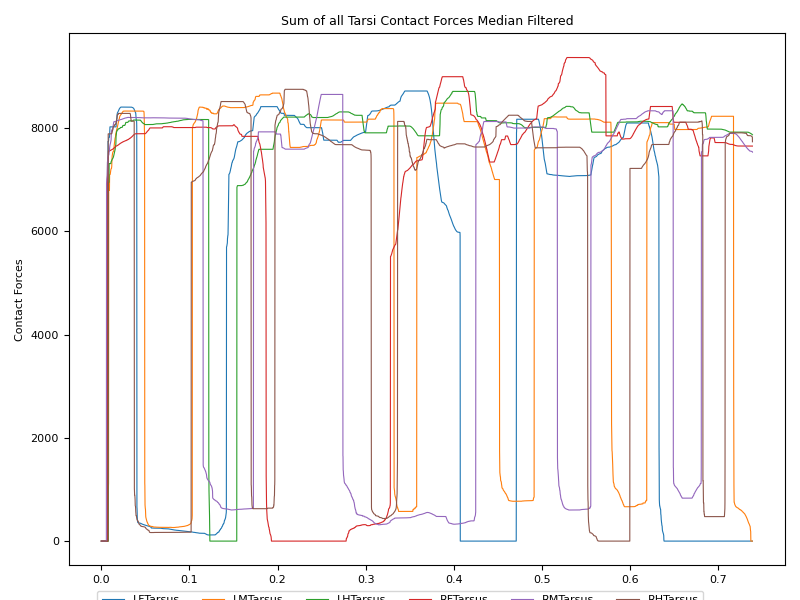 Sum of all Tarsi Contact Forces Median Filtered
Contact Forces
8000
6000
4000
2000
0
0.0 0.1 0.2 0.3 0.4 0.5 0.6 0.7
LFTarsus LMTarsus LHTarsus RFTarsus RMTarsus RHTarsus